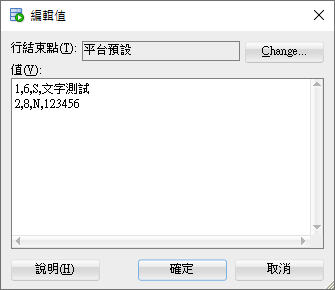 編輯值
行結束點(T): 平台預設 Change...
值(V):
1,6,S,文字測試
2,8,N,123456
說明(H) 確定 取消